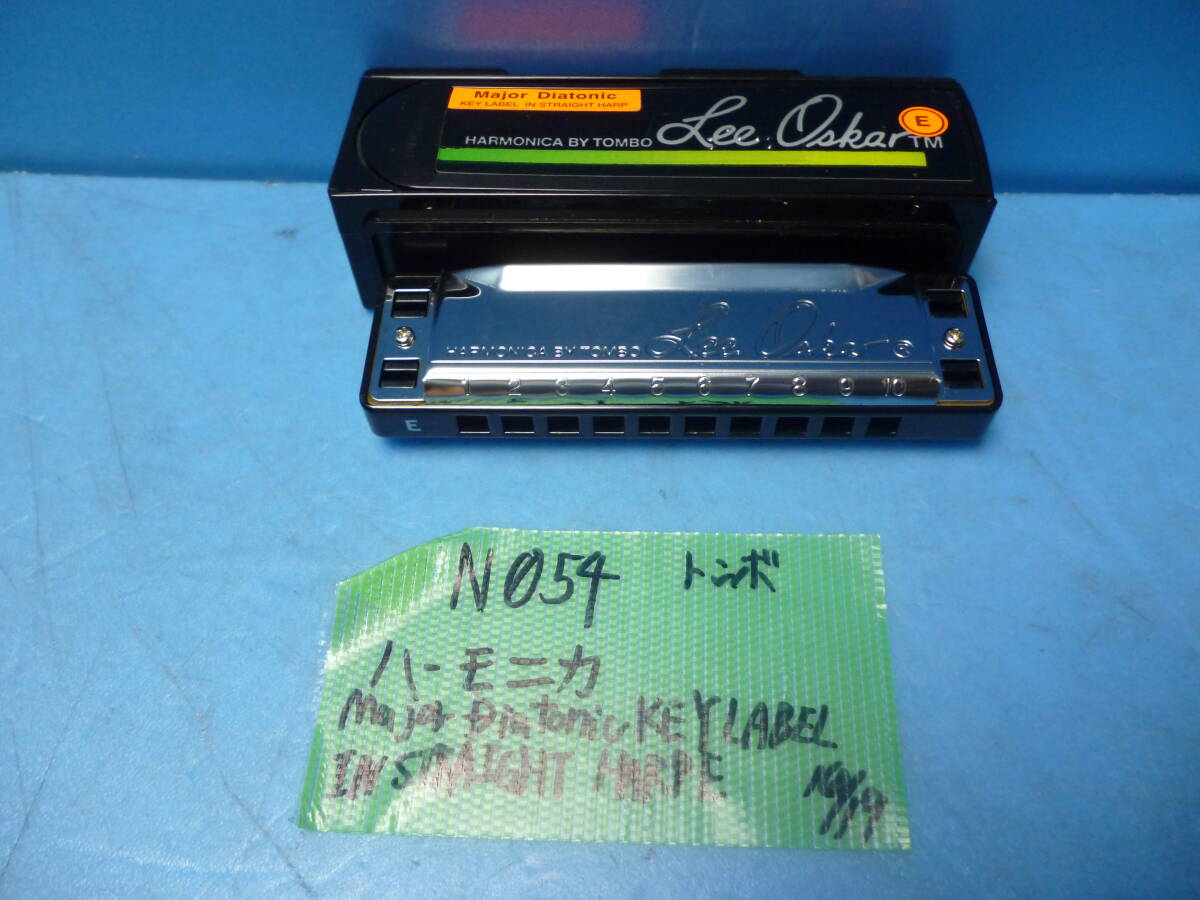 Major Diatonic
KEY LABEL IN STRAIGHT HARP
HARMONICA BY TOMBO Lee Oskar TM
E
HARMONICA BY TOMBO Lee Oskar ®
1 2 3 4 5 6 7 8 9 10
E
N054 トンボ
ハーモニカ
Major Diatonic KEY LABEL
IN STRAIGHT HARP E